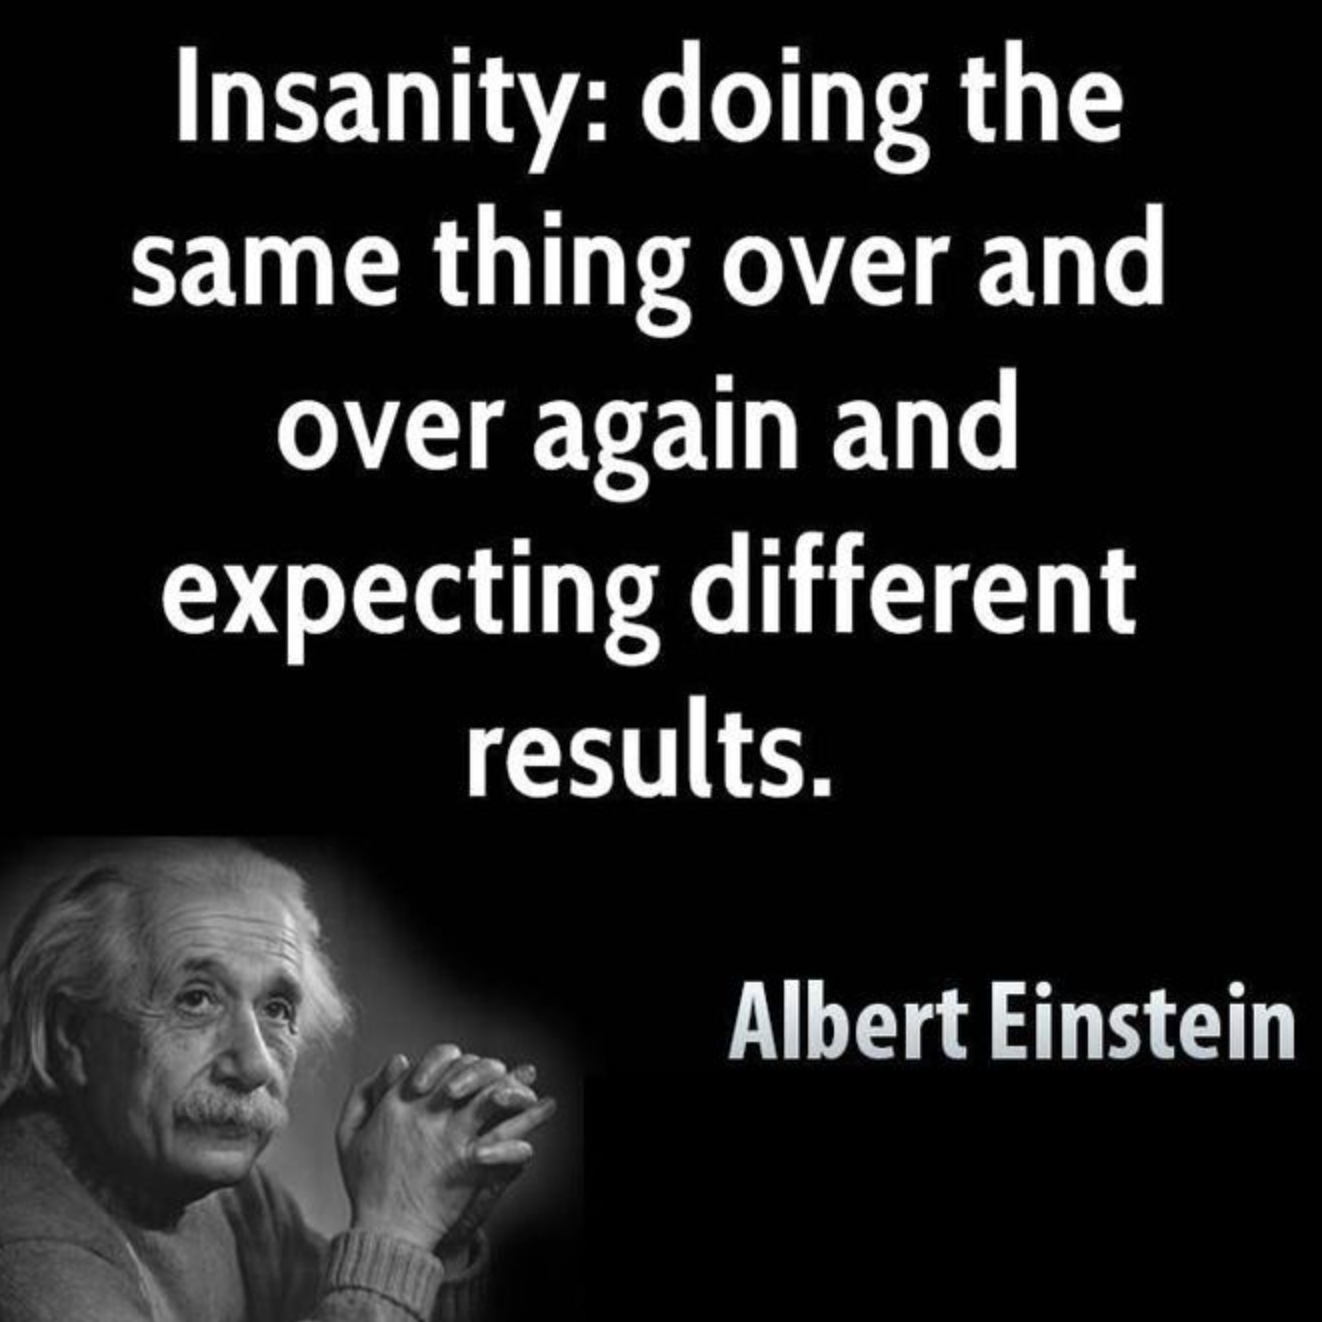 Insanity: doing the
same thing over and
over again and
expecting different
results.
Albert Einstein